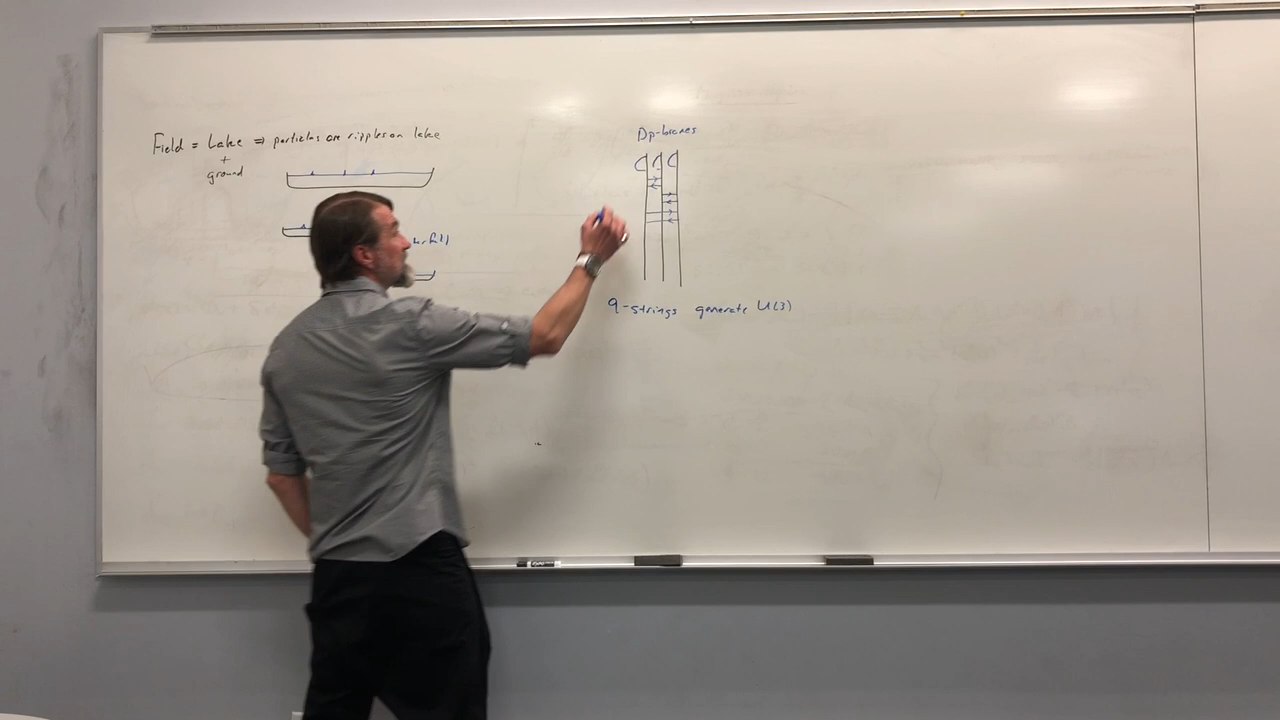 Field = Lake ⇒ particles are ripples on lake
+
ground
Dp-branes
9-strings generate U(3)